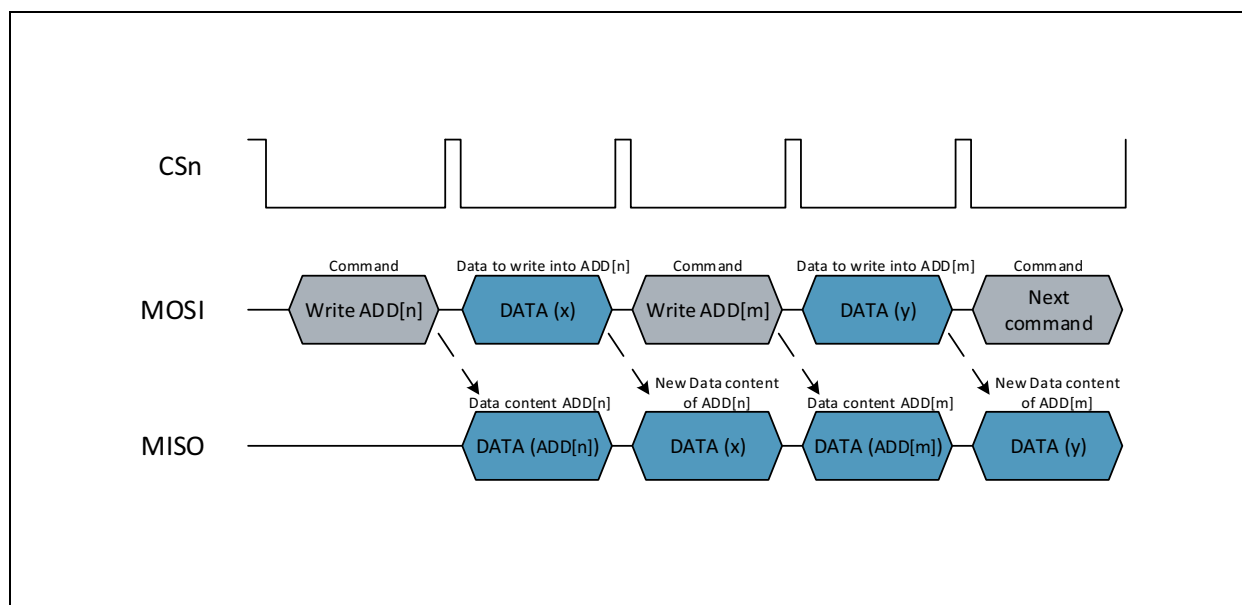 CSn
Command
Data to write into ADD[n]
Command
Data to write into ADD[m]
Command
MOSI
Write ADD[n]
DATA (x)
Write ADD[m]
DATA (y)
Next
command
New Data content
of ADD[n]
New Data content
of ADD[m]
Data content ADD[n]
Data content ADD[m]
MISO
DATA (ADD[n])
DATA (x)
DATA (ADD[m])
DATA (y)